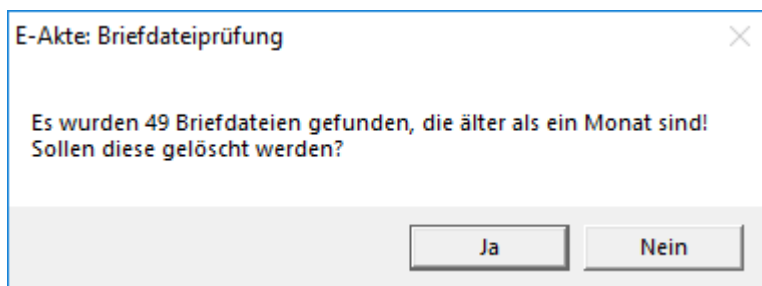 E-Akte: Briefdateiprüfung
Es wurden 49 Briefdateien gefunden, die älter als ein Monat sind!
Sollen diese gelöscht werden?
Ja
Nein